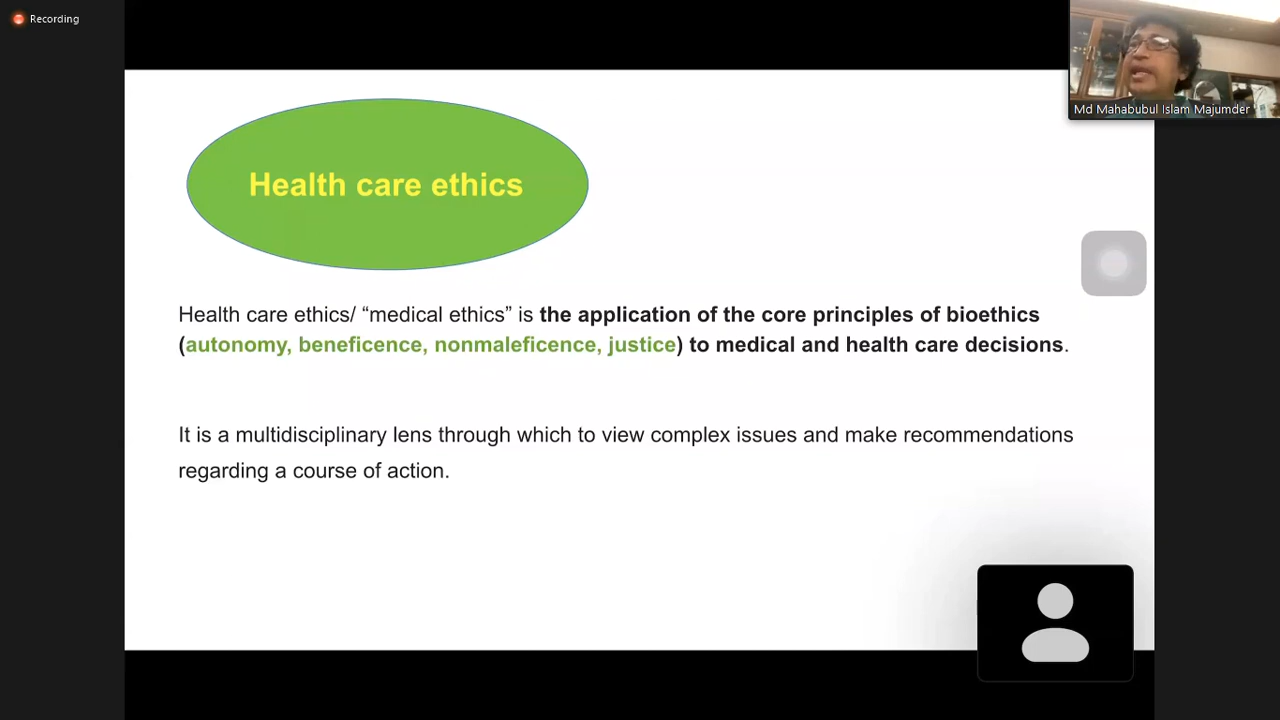 Recording
Md Mahabubul Islam Majumder
Health care ethics
Health care ethics/ “medical ethics” is the application of the core principles of bioethics
(autonomy, beneficence, nonmaleficence, justice) to medical and health care decisions.
It is a multidisciplinary lens through which to view complex issues and make recommendations
regarding a course of action.